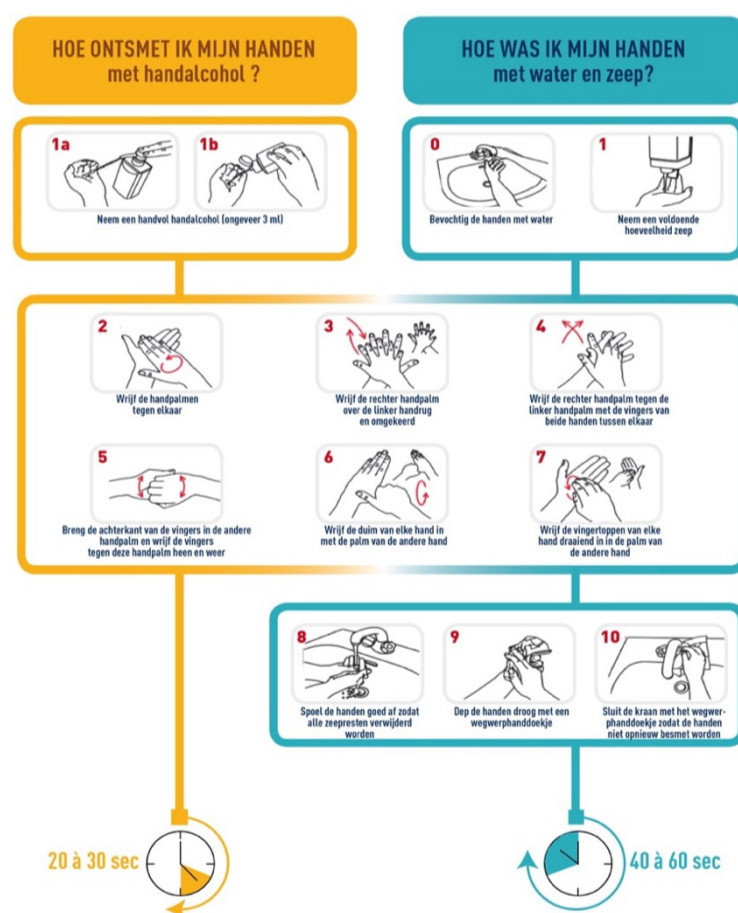 HOE ONTSMET IK MIJN HANDEN
met handalcohol ?
HOE WAS IK MIJN HANDEN
met water en zeep?
1a
1b
Neem een handvol handalcohol (ongeveer 3 ml)
0
Bevochtig de handen met water
1
Neem een voldoende
hoeveelheid zeep
2
Wrijf de handpalmen
tegen elkaar
3
Wrijf de rechter handpalm
over de linker handrug
en omgekeerd
4
Wrijf de rechter handpalm tegen de
linker handpalm met de vingers van
beide handen tussen elkaar
5
Breng de achterkant van de vingers in de andere
handpalm en wrijf de vingers
tegen deze handpalm heen en weer
6
Wrijf de duim van elke hand in
met de palm van de andere hand
7
Wrijf de vingertoppen van elke
hand draaiend in in de palm van
de andere hand
8
Spoel de handen goed af zodat
alle zeepresten verwijderd
worden
9
Dep de handen droog met een
wegwerphanddoekje
10
Sluit de kraan met het wegwer-
phanddoekje zodat de handen
niet opnieuw besmet worden
20 à 30 sec
40 à 60 sec